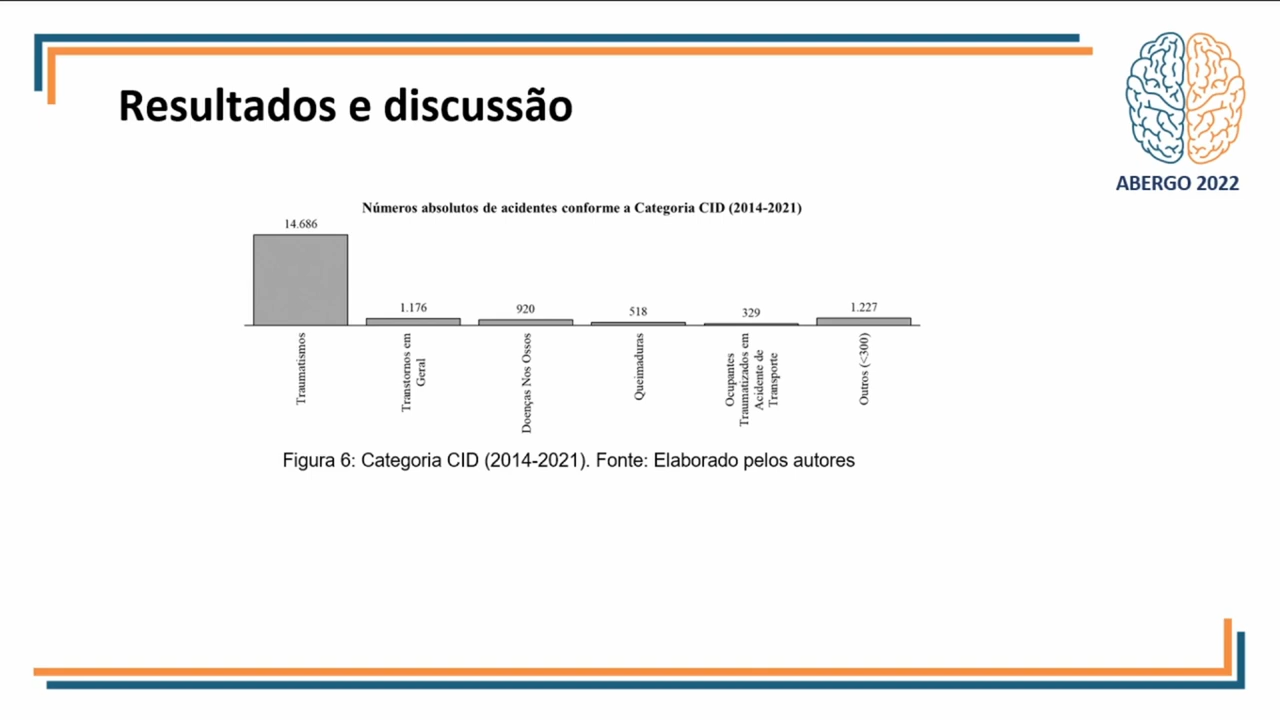 Resultados e discussão
ABERGO 2022
Números absolutos de acidentes conforme a Categoria CID (2014-2021)
14.686
1.176
920
518
329
1.227
Traumatismos
Transtornos em
Geral
Doenças Nos Ossos
Queimaduras
Ocupantes
Traumatizados em
Acidente de
Transporte
Outros (<300)
Figura 6: Categoria CID (2014-2021). Fonte: Elaborado pelos autores